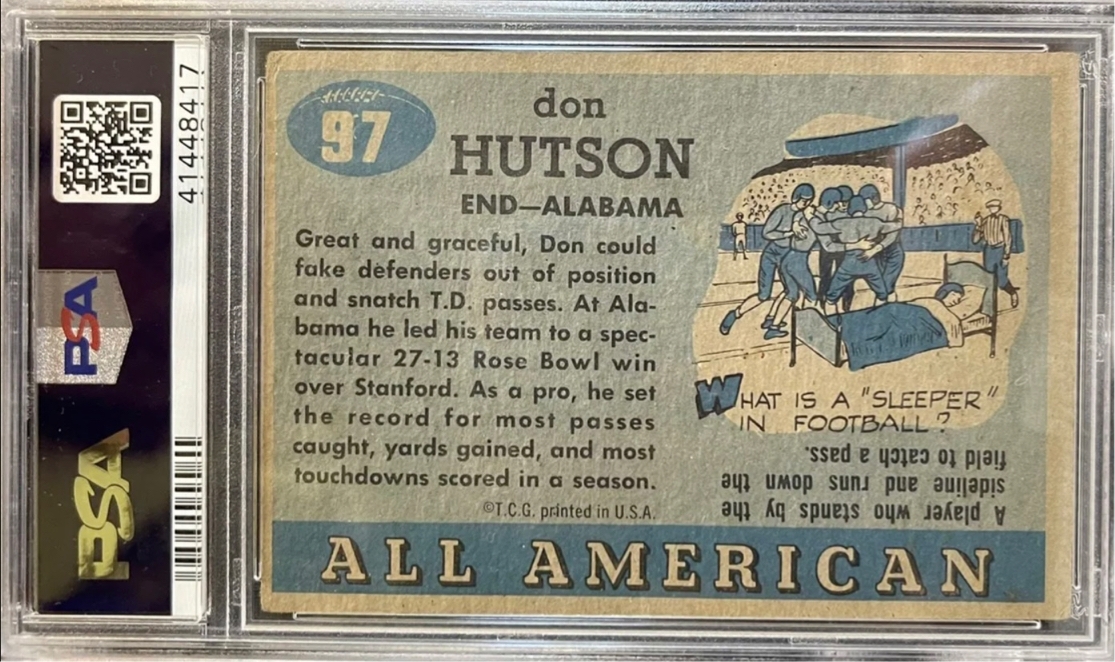 41448417
PSA
PSA
97
don
HUTSON
END—ALABAMA
Great and graceful, Don could
fake defenders out of position
and snatch T.D. passes. At Ala-
bama he led his team to a spec-
tacular 27-13 Rose Bowl win
over Stanford. As a pro, he set
the record for most passes
caught, yards gained, and most
touchdowns scored in a season.
©T.C.G. printed in U.S.A.
WHAT IS A "SLEEPER"
IN FOOTBALL?
A player who stands by the
sideline and runs down the
field to catch a pass.
ALL AMERICAN